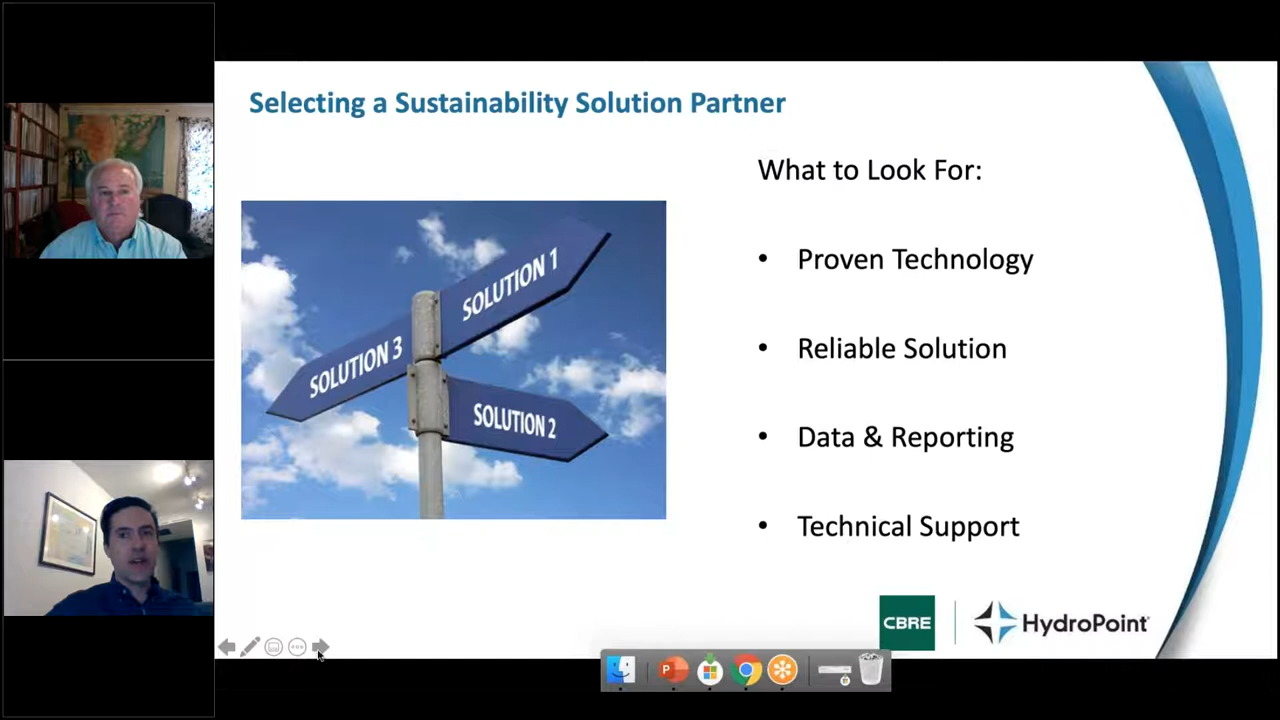 Selecting a Sustainability Solution Partner
What to Look For:
SOLUTION 1
SOLUTION 3
SOLUTION 2
• Proven Technology
• Reliable Solution
• Data & Reporting
• Technical Support
CBRE
HydroPoint
P